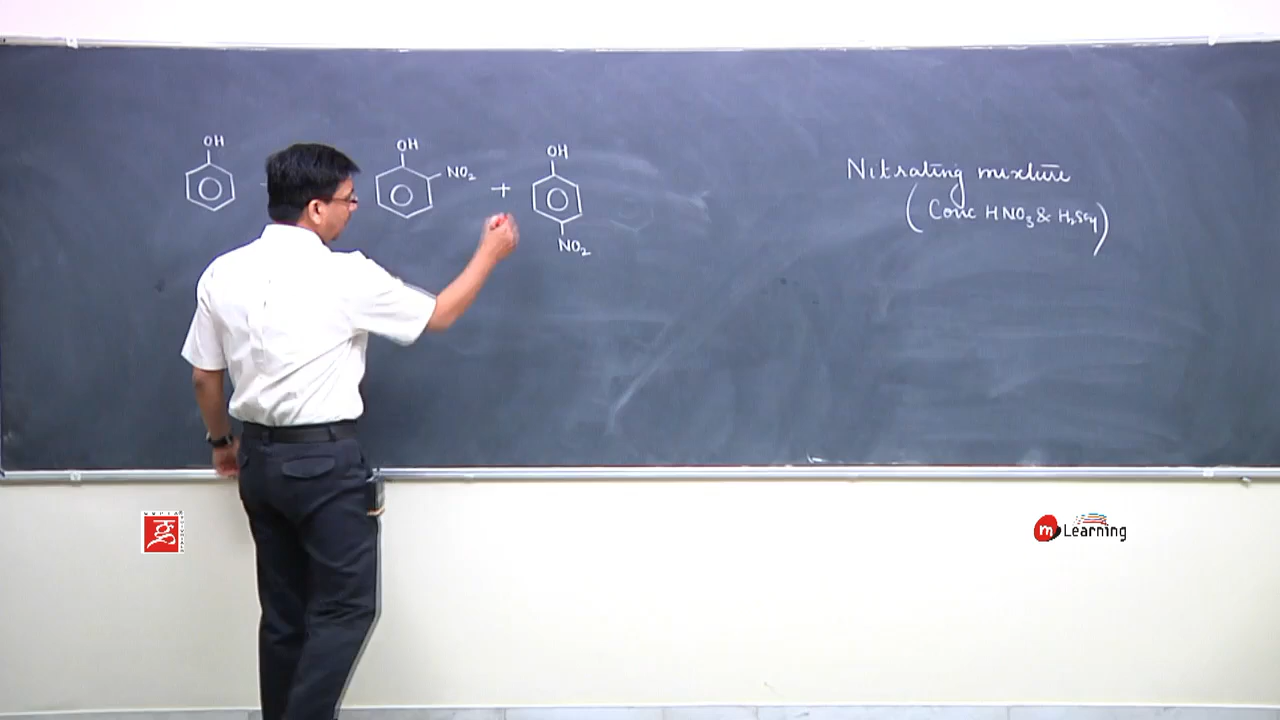 OH
OH
NO₂
+
OH
NO₂
Nitrating mixture
(Conc HNO₃ & H₂SO₄)
m Learning